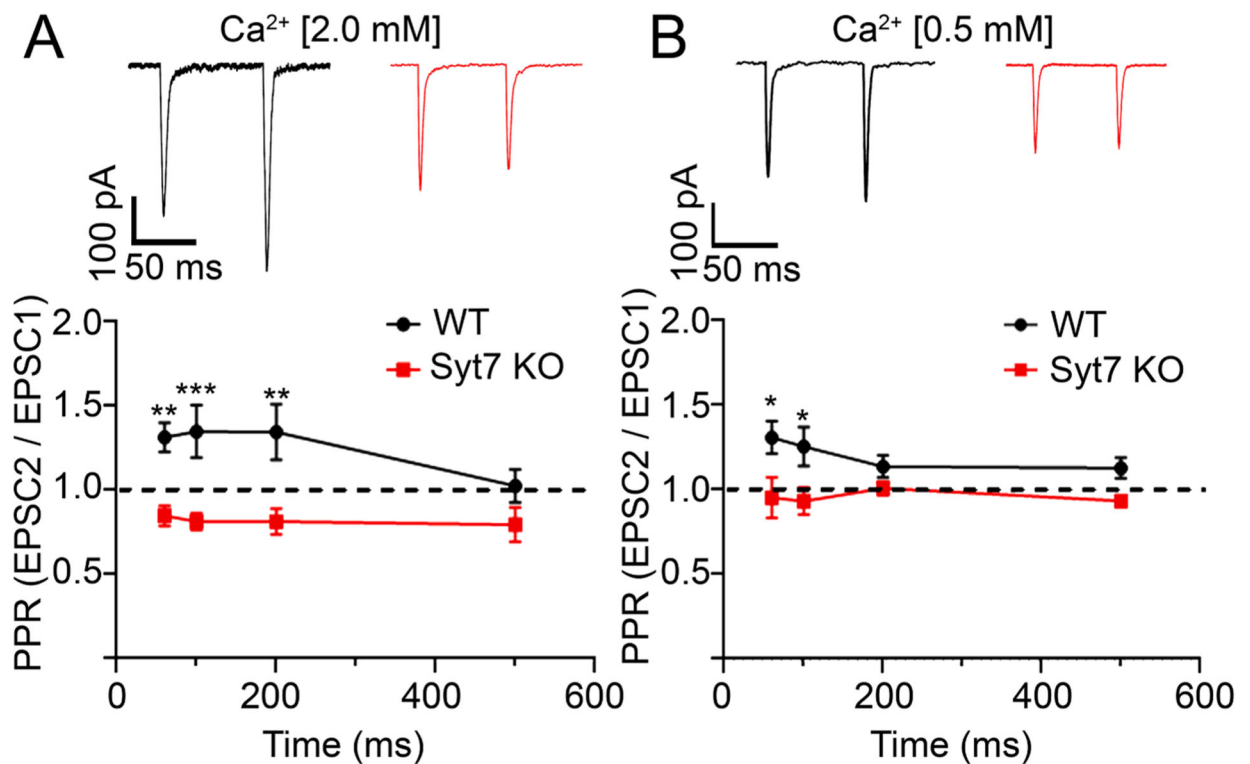 A
Ca²⁺ [2.0 mM]
100 pA
50 ms
PPR (EPSC2 / EPSC1)
2.0
1.5
1.0
0.5
WT
Syt7 KO
**
***
**
0
200
400
600
Time (ms)
B
Ca²⁺ [0.5 mM]
100 pA
50 ms
PPR (EPSC2 / EPSC1)
2.0
1.5
1.0
0.5
WT
Syt7 KO
*
*
0
200
400
600
Time (ms)